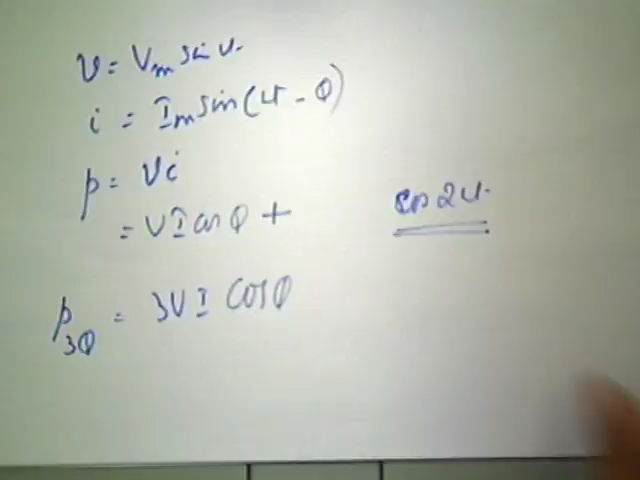 v = Vm sin ωt
i = Im sin(ωt - φ)
p = vi
= VI cos φ + cos 2ωt
p3φ = 3VI cos φ